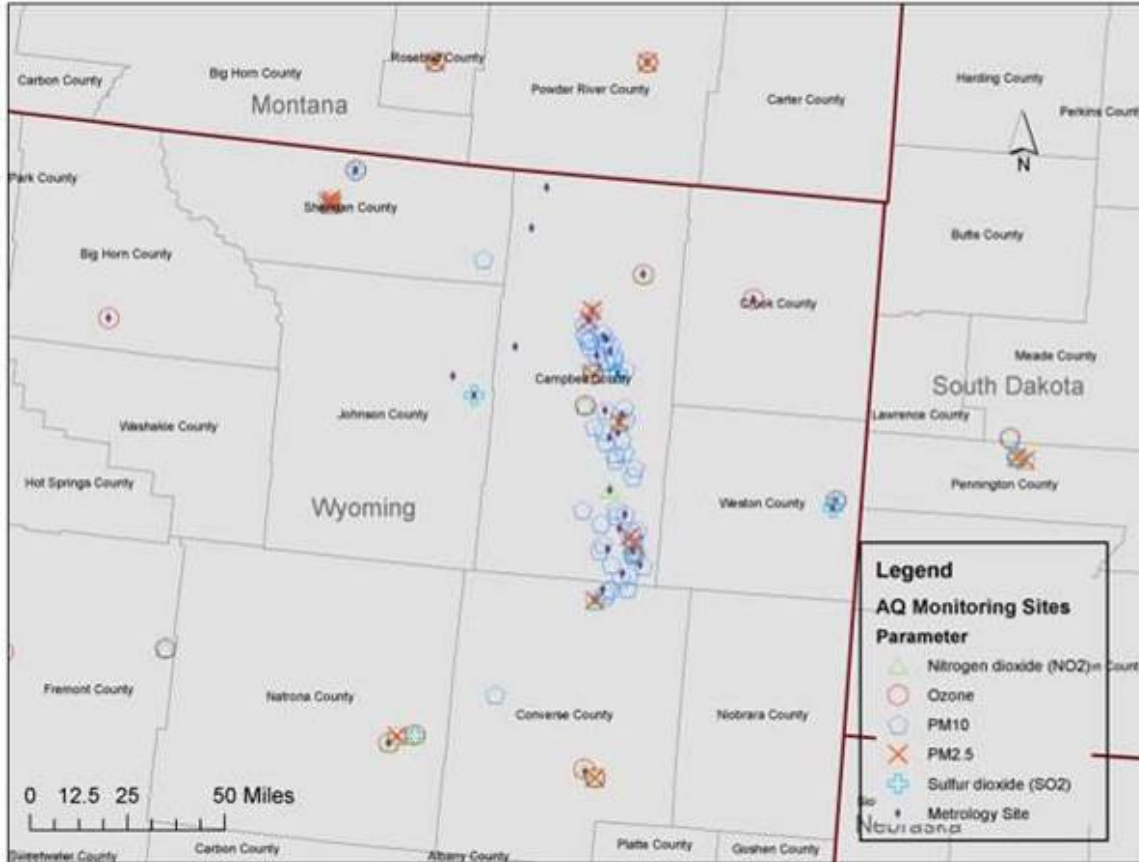 Rosebud County
Carbon County
Big Horn County
Powder River County
Harding County
Montana
Carter County
Perkins County
N
Park County
Sheridan County
Butte County
Big Horn County
Crook County
Meade County
Campbell County
South Dakota
Johnson County
Lawrence County
Washakie County
Hot Springs County
Pennington County
Wyoming
Weston County
Legend
AQ Monitoring Sites
Parameter
Nitrogen dioxide (NO2)
Ozone
PM10
PM2.5
Sulfur dioxide (SO2)
Metrology Site
Fremont County
Natrona County
Converse County
Niobrara County
0 12.5 25 50 Miles
Nebraska
Sweetwater County
Carbon County
Albany County
Platte County
Goshen County